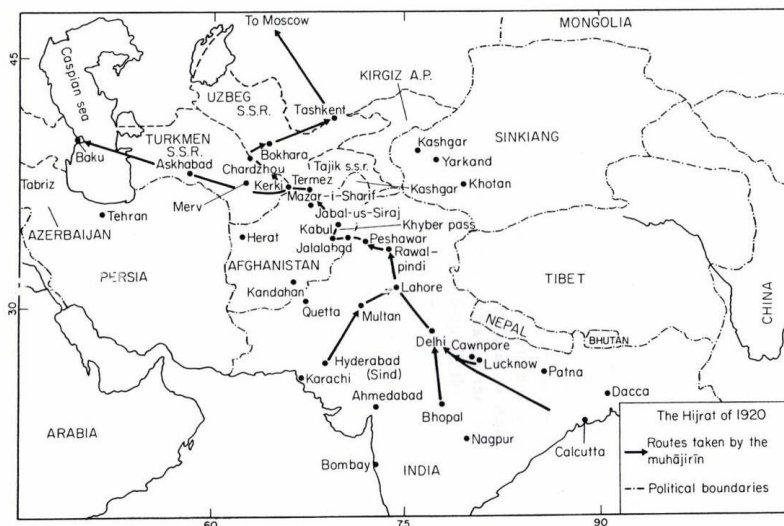 To Moscow
MONGOLIA
45
Caspian sea
UZBEG
S.S.R.
KIRGIZ A.P.
Tashkent
SINKIANG
TURKMEN
S.S.R.
Baku
Askhabad
Bokhara
Chardzhou
Kashgar
Yarkand
Tajik s.s.r.
Tabriz
Kerki
Termez
Kashgar
Khotan
Merv
Mazar-i-Sharif
Tehran
Jabal-us-Siraj
AZERBAIJAN
Herat
Kabul
Khyber pass
Jalalabad
Peshawar
Rawal-
pindi
PERSIA
AFGHANISTAN
TIBET
CHINA
Kandahan
Lahore
30
Quetta
Multan
NEPAL
BHUTAN
Delhi
Cawnpore
Lucknow
Hyderabad
(Sind)
Karachi
Patna
Dacca
Ahmedabad
Bhopal
ARABIA
Nagpur
Calcutta
Bombay
INDIA
The Hijrat of 1920
Routes taken by the
muhājirīn
Political boundaries
60
75
90